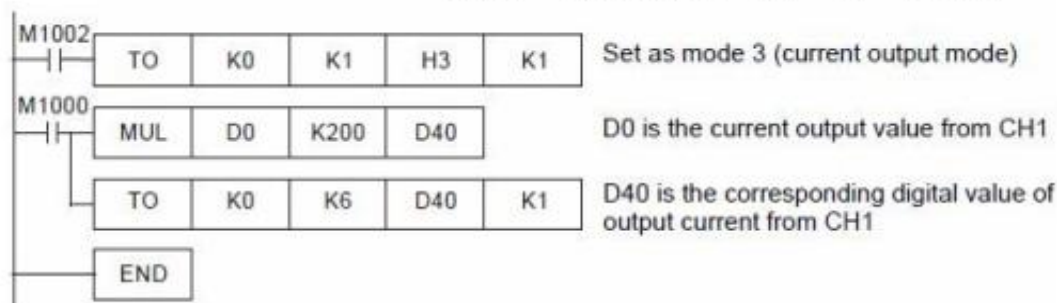 M1002
TO K0 K1 H3 K1 Set as mode 3 (current output mode)
M1000
MUL D0 K200 D40 D0 is the current output value from CH1
TO K0 K6 D40 K1 D40 is the corresponding digital value of
output current from CH1
END